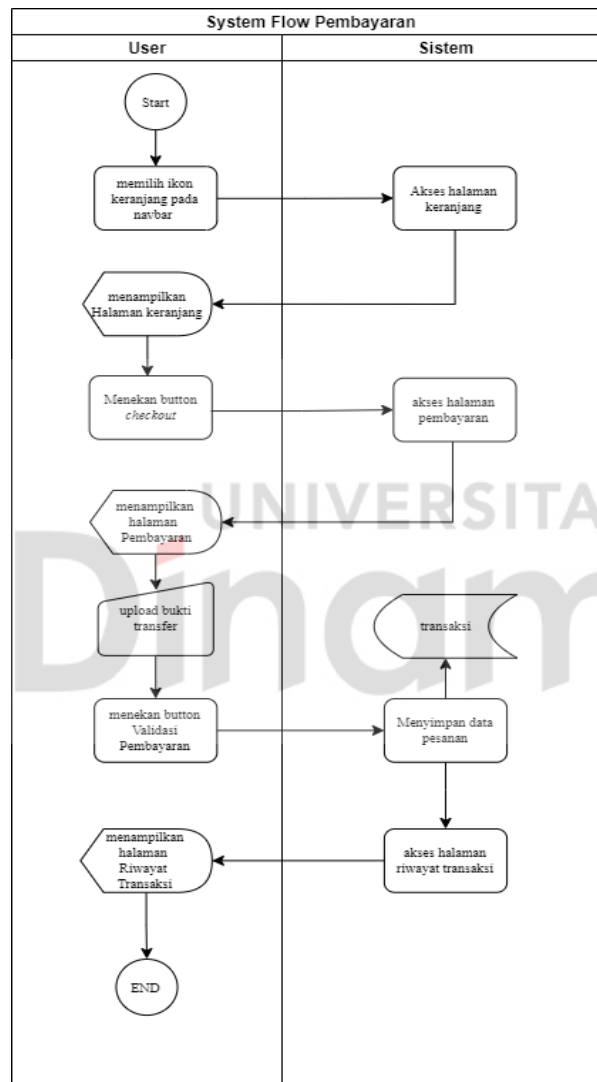 System Flow Pembayaran
User
Sistem
Start
memilih ikon
keranjang pada
navbar
Akses halaman
keranjang
menampilkan
Halaman keranjang
Menekan button
checkout
akses halaman
pembayaran
UNIVERSITA
menampilkan
halaman
Pembayaran
Dinam
upload bukti
transfer
transaksi
menekan button
Validasi
Pembayaran
Menyimpan data
pesanan
menampilkan
halaman
Riwayat
Transaksi
akses halaman
riwayat transaksi
END